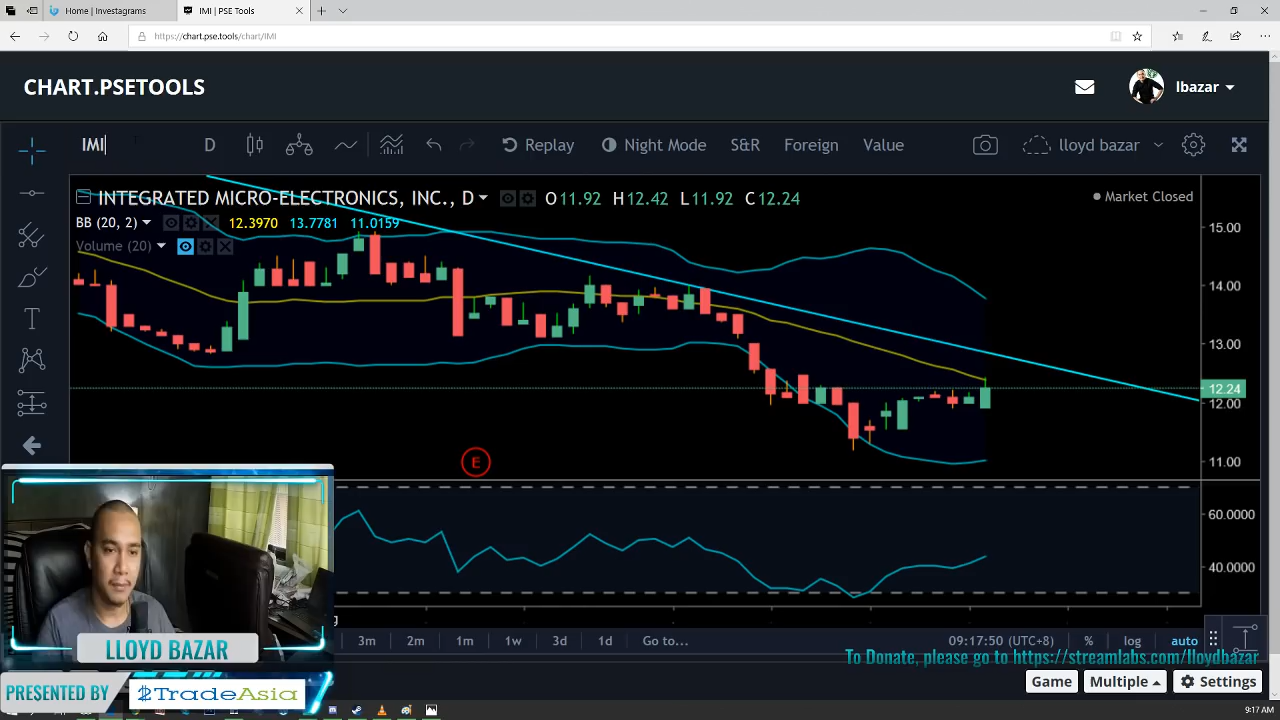 Home | Investagrams
IMI | PSE Tools
https://chart.pse.tools/chart/IMI
CHART.PSETOOLS
lbazar
IMI
D
Replay
Night Mode
S&R
Foreign
Value
lloyd bazar
INTEGRATED MICRO-ELECTRONICS, INC., D
O11.92 H12.42 L11.92 C12.24
Market Closed
BB (20, 2)
12.3970 13.7781 11.0159
Volume (20)
15.00
14.00
13.00
12.24
12.00
11.00
E
60.0000
40.0000
3m 2m 1m 1w 3d 1d Go to...
09:17:50 (UTC+8) % log auto
LLOYD BAZAR
To Donate, please go to https://streamlabs.com/lloydbazar
PRESENTED BY
$TradeAsia
Game
Multiple
Settings
9:17 AM